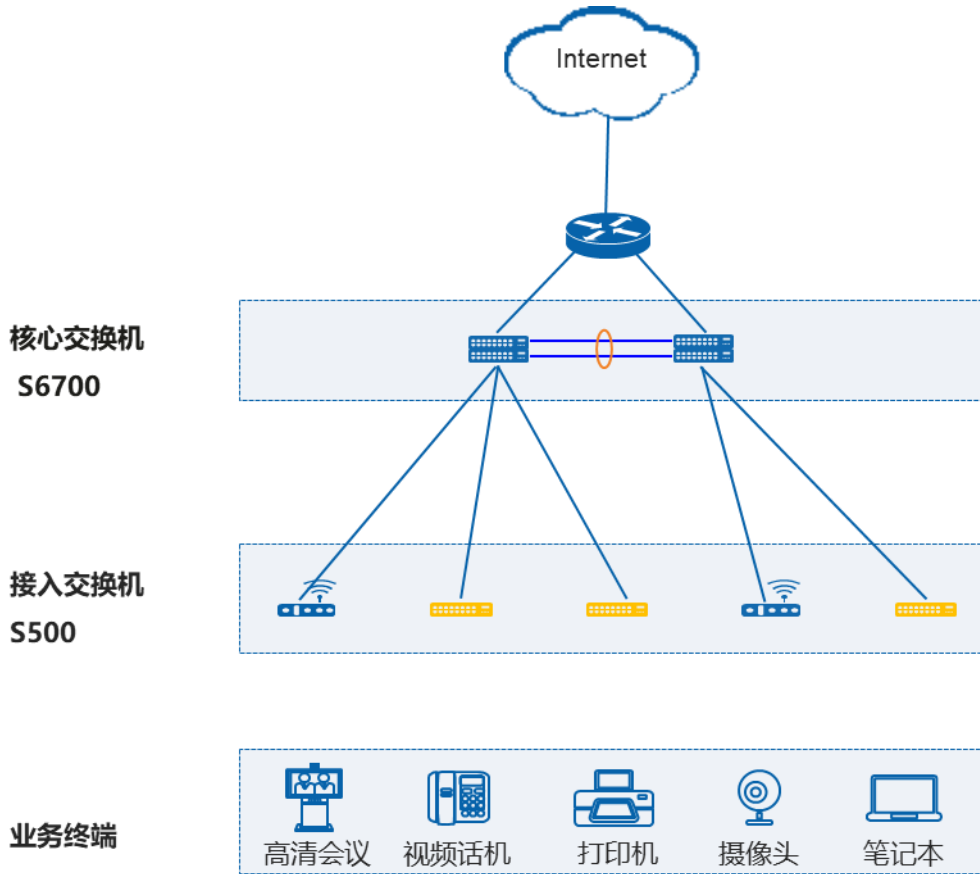 Internet
核心交换机
S6700
接入交换机
S500
业务终端
高清会议 视频话机 打印机 摄像头 笔记本